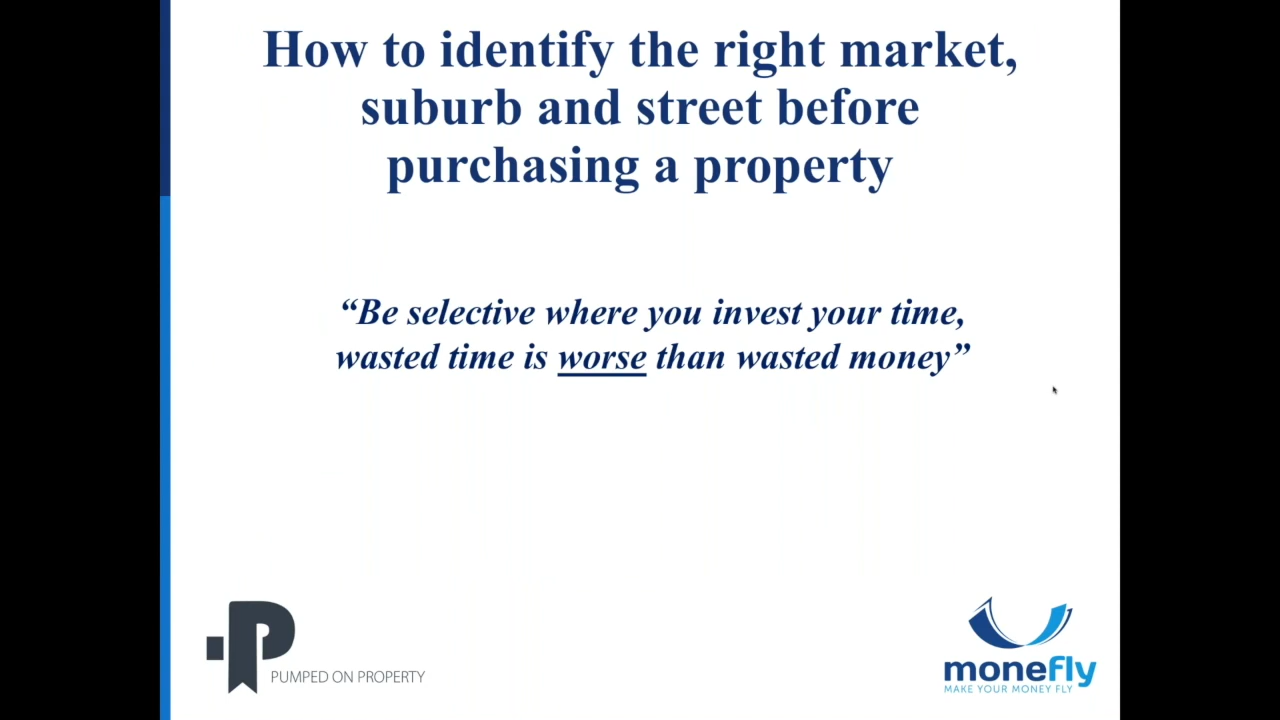 How to identify the right market,
suburb and street before
purchasing a property
“Be selective where you invest your time,
wasted time is worse than wasted money”
PUMPED ON PROPERTY
monefly
MAKE YOUR MONEY FLY